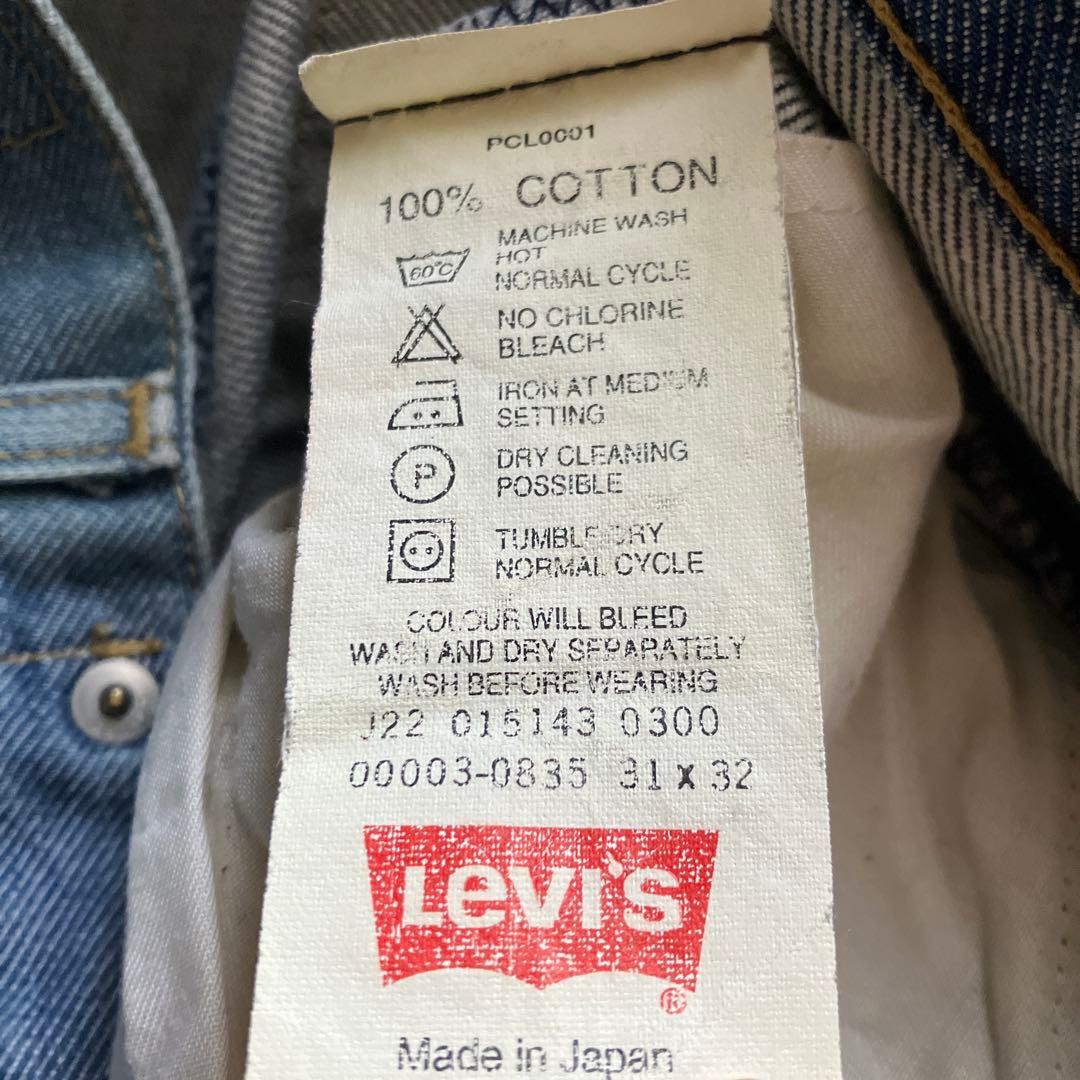 PCL0001
100% COTTON
60°C
MACHINE WASH
HOT
NORMAL CYCLE
NO CHLORINE
BLEACH
IRON AT MEDIUM
SETTING
P
DRY CLEANING
POSSIBLE
TUMBLE DRY
NORMAL CYCLE
COLOUR WILL BLEED
WASH AND DRY SEPARATELY
WASH BEFORE WEARING
J22 015143 0300
00003-0835 31 x 32
Levi's
®
Made in Japan